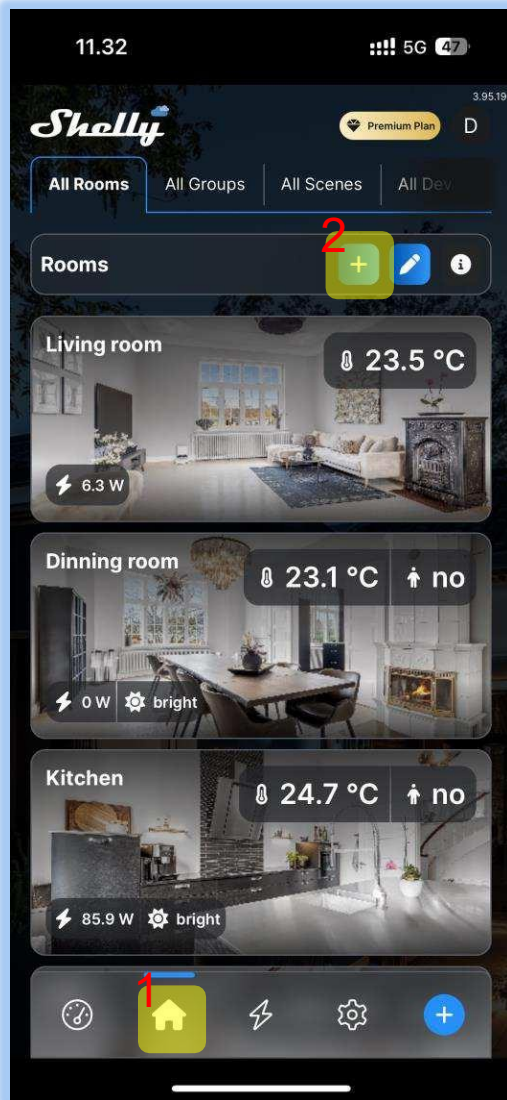 11.32 5G 47
3.95.19
Shelly Premium Plan D
All Rooms All Groups All Scenes All Dev
2
Rooms
Living room 23.5 °C
6.3 W
Dinning room 23.1 °C no
0 W bright
Kitchen 24.7 °C no
85.9 W bright
1